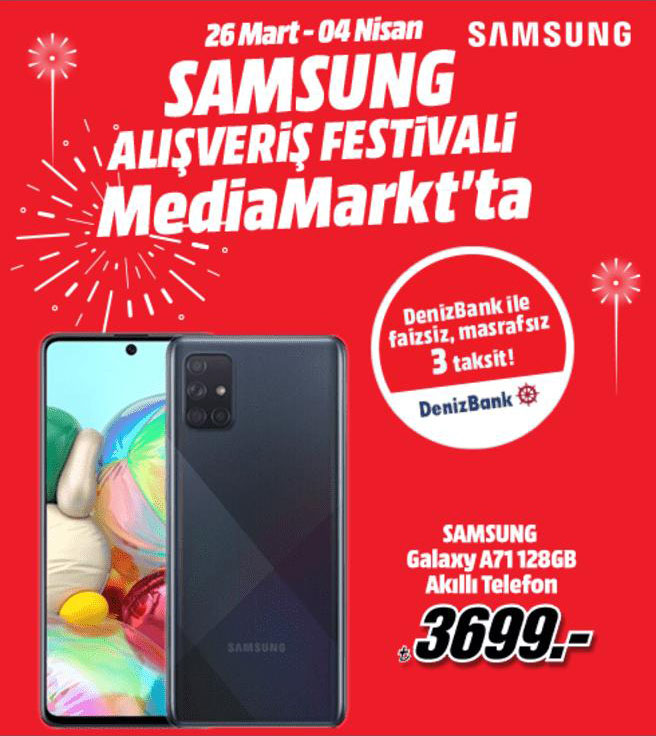 26 Mart - 04 Nisan SAMSUNG
SAMSUNG
ALIŞVERİŞ FESTİVALİ
MediaMarkt'ta
DenizBank ile
faizsiz, masrafsız
3 taksit!
DenizBank
SAMSUNG
SAMSUNG
Galaxy A71 128GB
Akıllı Telefon
₺3699.-